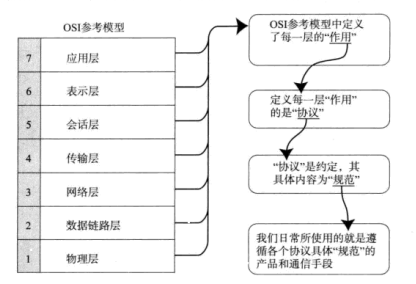 OSI参考模型
7 应用层
6 表示层
5 会话层
4 传输层
3 网络层
2 数据链路层
1 物理层
OSI参考模型中定义
了每一层的“作用”
定义每一层“作用”
的是“协议”
“协议”是约定，其
具体内容为“规范”
我们日常所使用的就是遵
循各个协议具体“规范”的
产品和通信手段